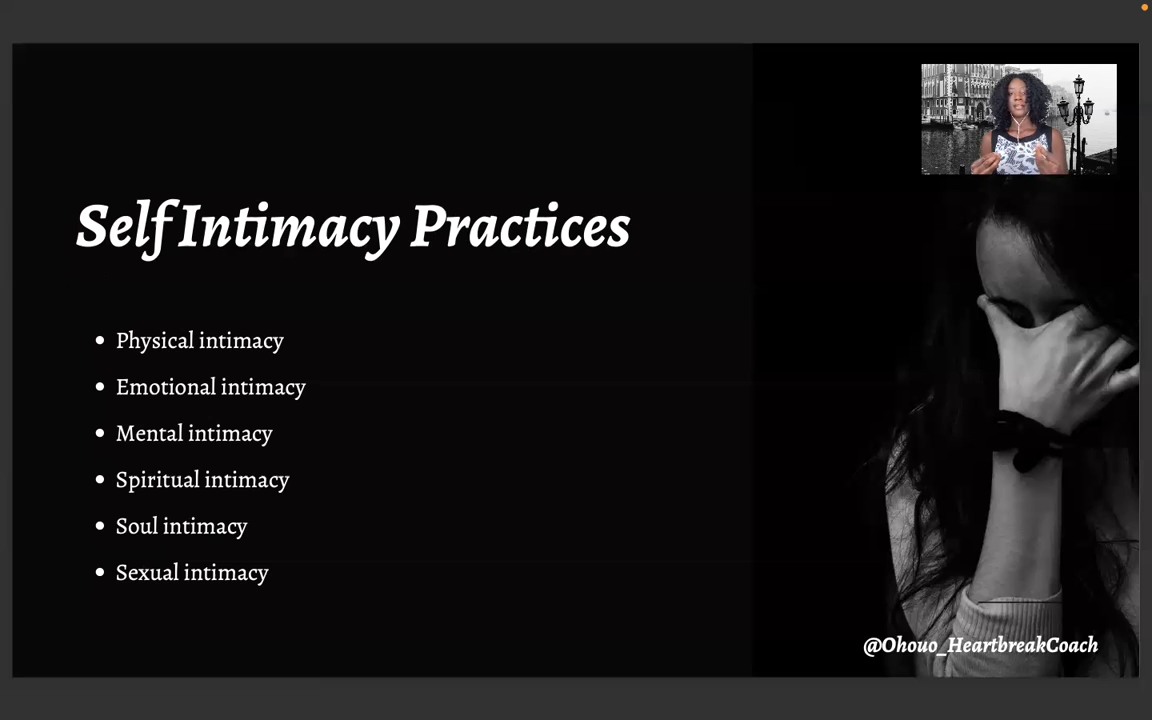 Self Intimacy Practices
• Physical intimacy
• Emotional intimacy
• Mental intimacy
• Spiritual intimacy
• Soul intimacy
• Sexual intimacy
@Ohouo_HeartbreakCoach